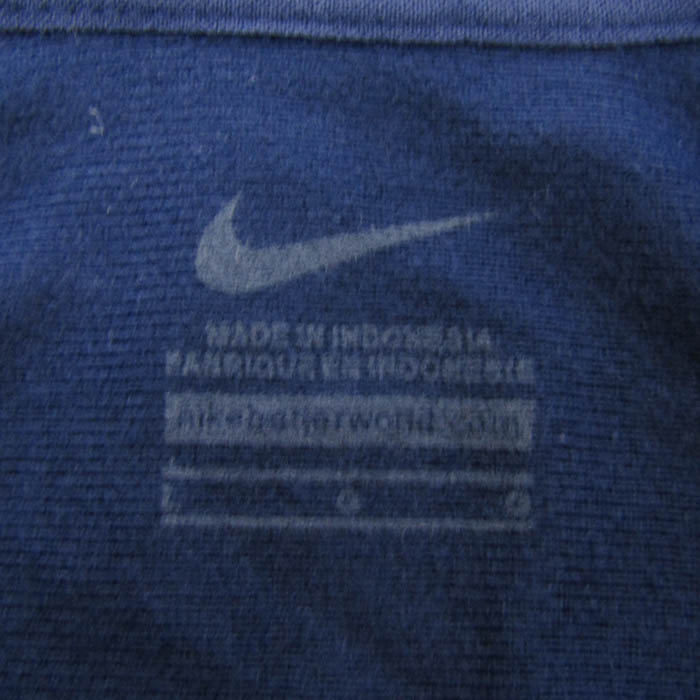 MADE IN INDONESIA
FABRIQUE EN INDONESIE
nikebetterworld.com
L
L G G